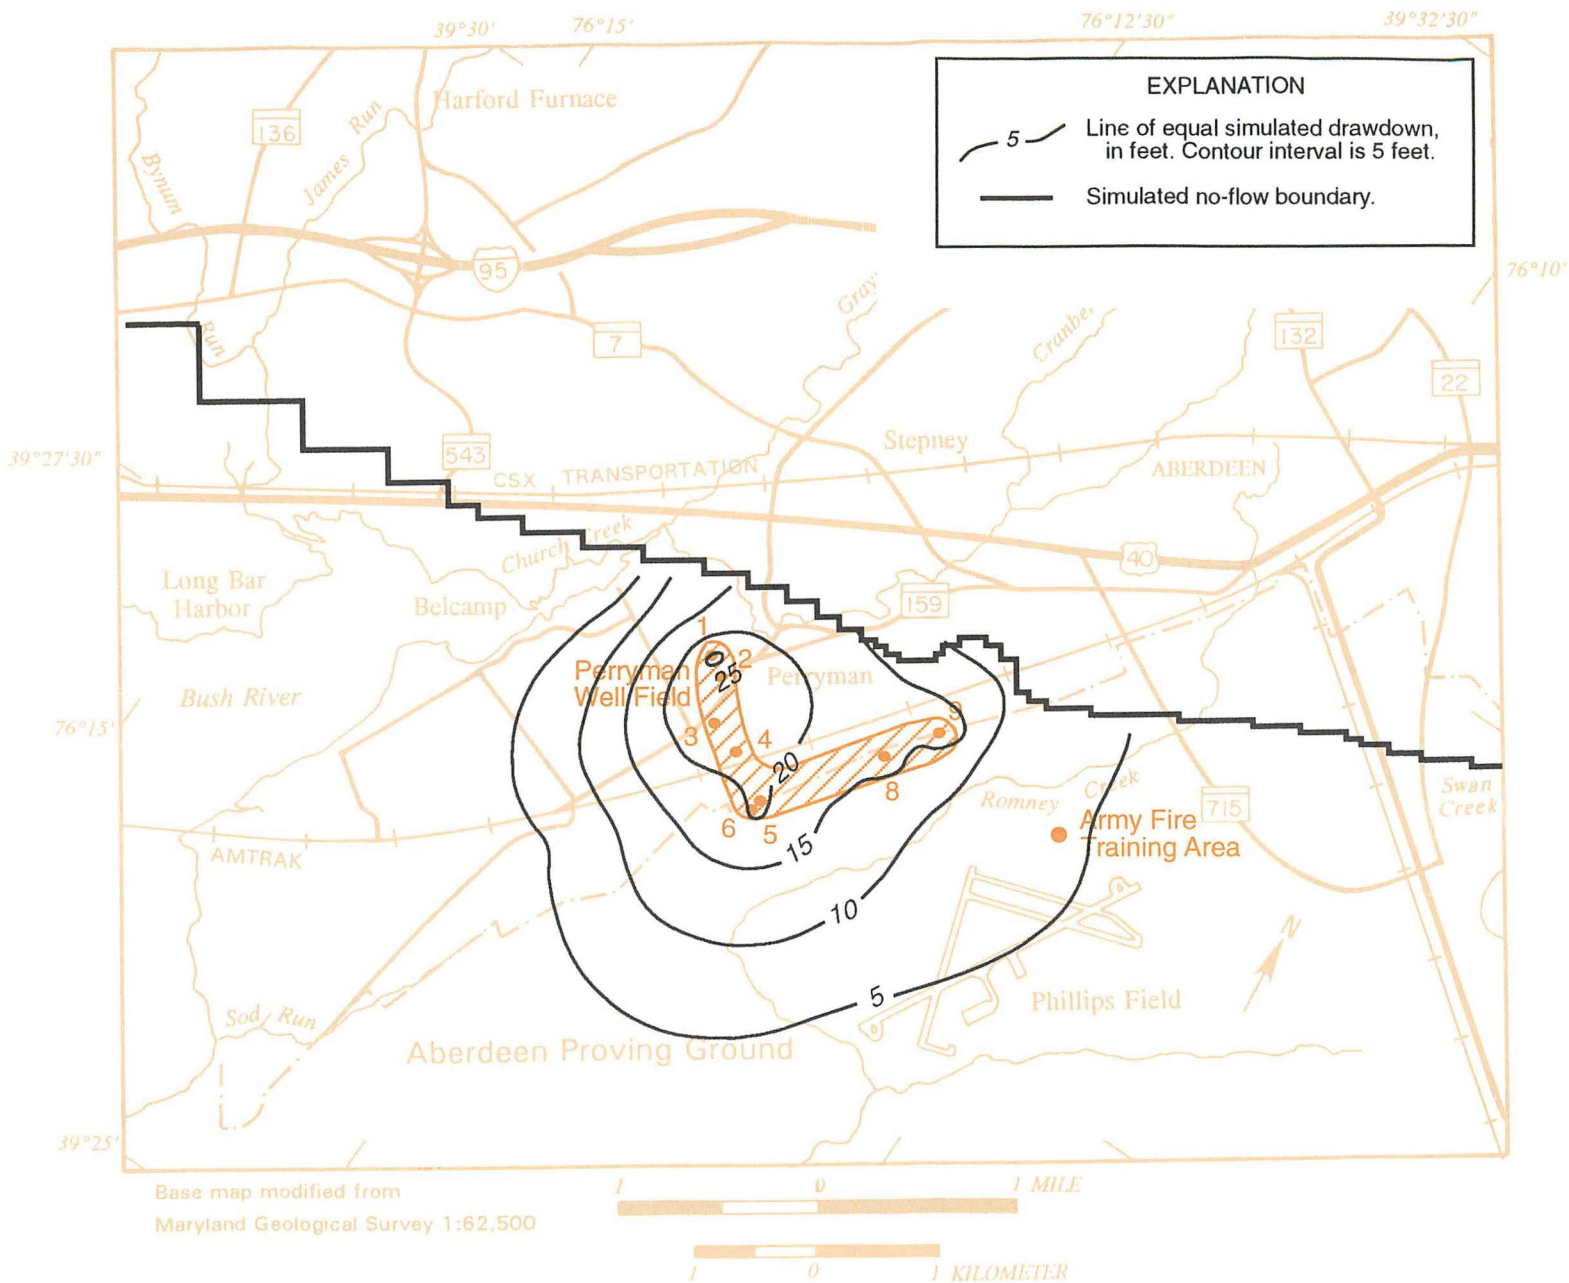 39°30'
76°15'
76°12'30"
39°32'30"
EXPLANATION
5
Line of equal simulated drawdown,
in feet. Contour interval is 5 feet.
Simulated no-flow boundary.
Harford Furnace
136
James Run
Bynum
Run
95
7
76°10'
Gray
Cranber
132
22
39°27'30"
543
CSX TRANSPORTATION
Stepney
ABERDEEN
Church Creek
40
Long Bar
Harbor
Belcamp
159
1
2
25
Perryman
Well Field
Perryman
Bush River
76°15'
3
4
9
20
8
6
5
15
Romney Creek
715
Swan
Creek
Army Fire
Training Area
AMTRAK
10
N
5
Phillips Field
Sod Run
Aberdeen Proving Ground
39°25'
Base map modified from
Maryland Geological Survey 1:62,500
1 0 1 MILE
1 0 1 KILOMETER